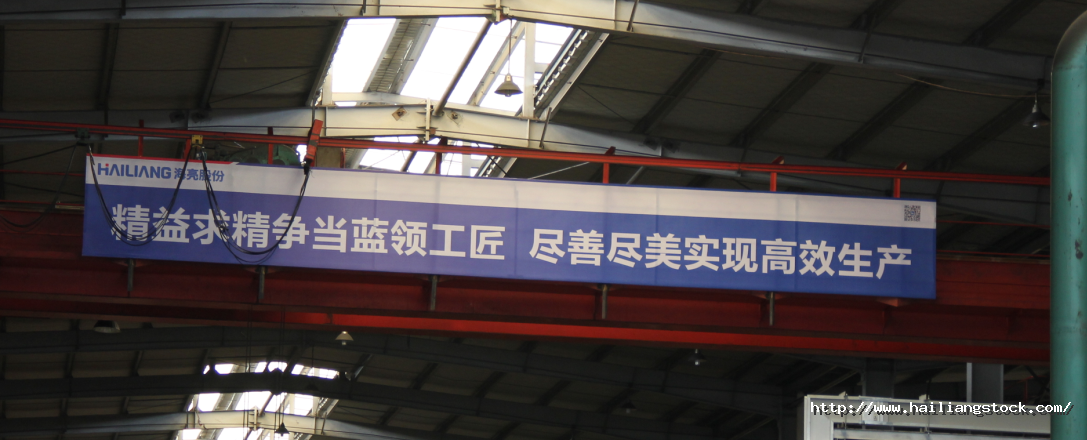 HAILIANG 海亮股份
精益求精争当蓝领工匠 尽善尽美实现高效生产
http://www.hailiangstock.com/